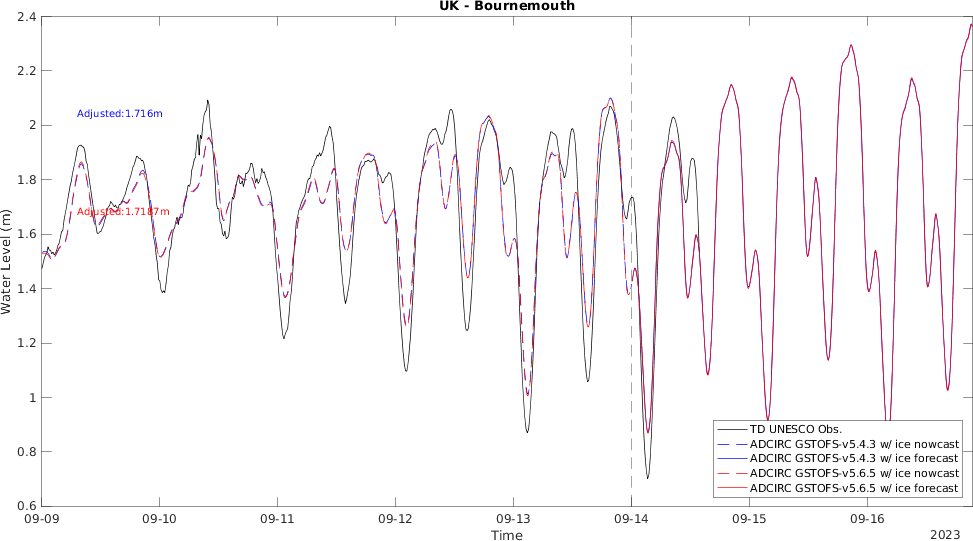 UK - Bournemouth
2.4
2.2
2
1.8
1.6
1.4
1.2
1
0.8
0.6
Water Level (m)
Adjusted:1.716m
Adjusted:1.7187m
TD UNESCO Obs.
ADCIRC GSTOFS-v5.4.3 w/ ice nowcast
ADCIRC GSTOFS-v5.4.3 w/ ice forecast
ADCIRC GSTOFS-v5.6.5 w/ ice nowcast
ADCIRC GSTOFS-v5.6.5 w/ ice forecast
09-09 09-10 09-11 09-12 09-13 09-14 09-15 09-16
Time
2023